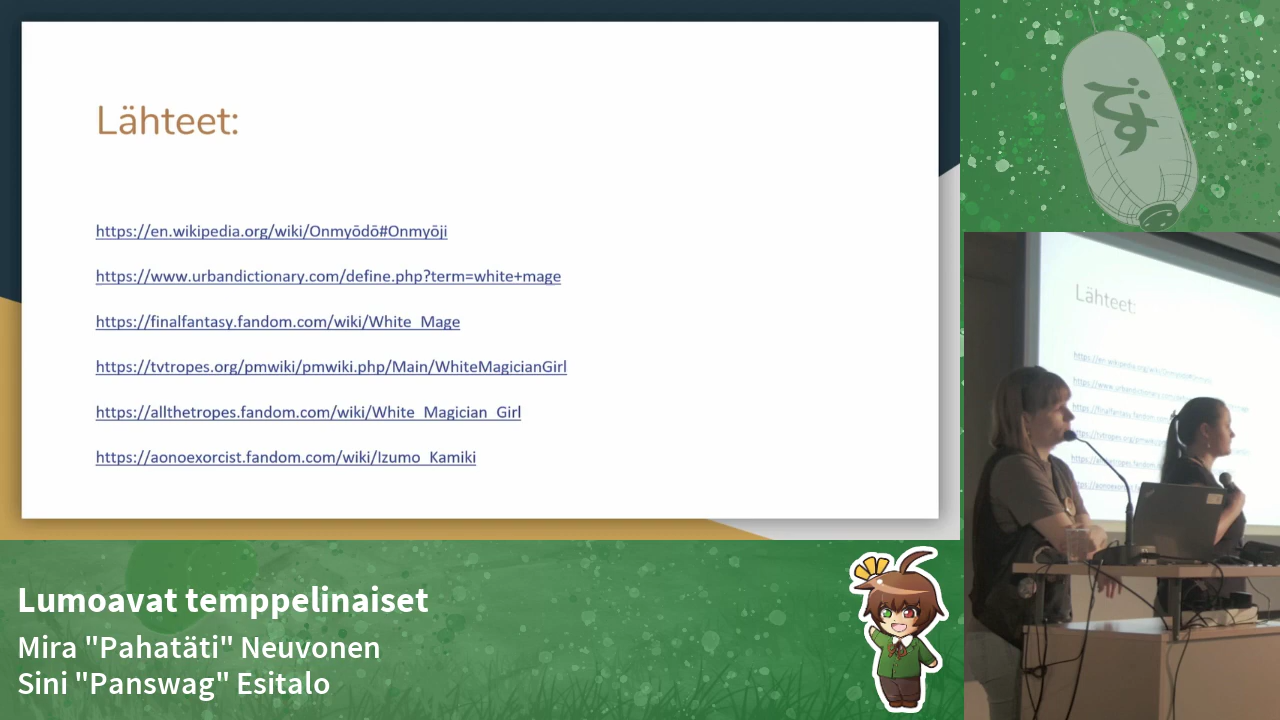 Lähteet:
https://en.wikipedia.org/wiki/Onmyōdō#Onmyōji
https://www.urbandictionary.com/define.php?term=white+mage
https://finalfantasy.fandom.com/wiki/White_Mage
https://tvtropes.org/pmwiki/pmwiki.php/Main/WhiteMagicianGirl
https://allthetropes.fandom.com/wiki/White_Magician_Girl
https://aonoexorcist.fandom.com/wiki/Izumo_Kamiki
Lähteet:
Lumoavat temppelinaiset
Mira "Pahatäti" Neuvonen
Sini "Panswag" Esitalo